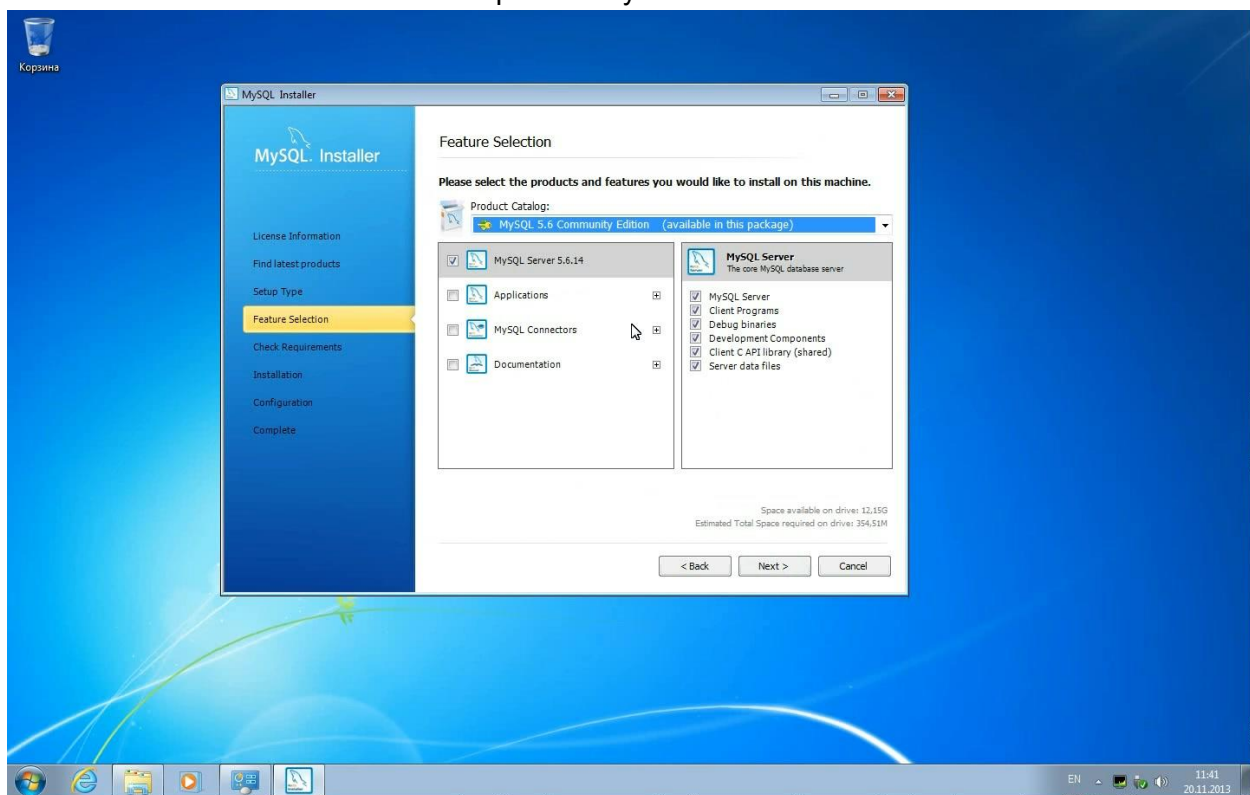 Корзина
MySQL Installer
MySQL. Installer
License Information
Find latest products
Setup Type
Feature Selection
Check Requirements
Installation
Configuration
Complete
Feature Selection
Please select the products and features you would like to install on this machine.
Product Catalog:
MySQL 5.6 Community Edition (available in this package)
MySQL Server 5.6.14
Applications
MySQL Connectors
Documentation
MySQL Server
The core MySQL database server
MySQL Server
Client Programs
Debug binaries
Development Components
Client C API library (shared)
Server data files
Space available on drive: 12,15G
Estimated Total Space required on drive: 354,51M
< Back
Next >
Cancel
EN
11:41
20.11.2013